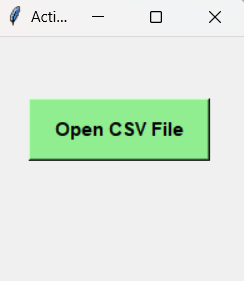 Acti...
Open CSV File